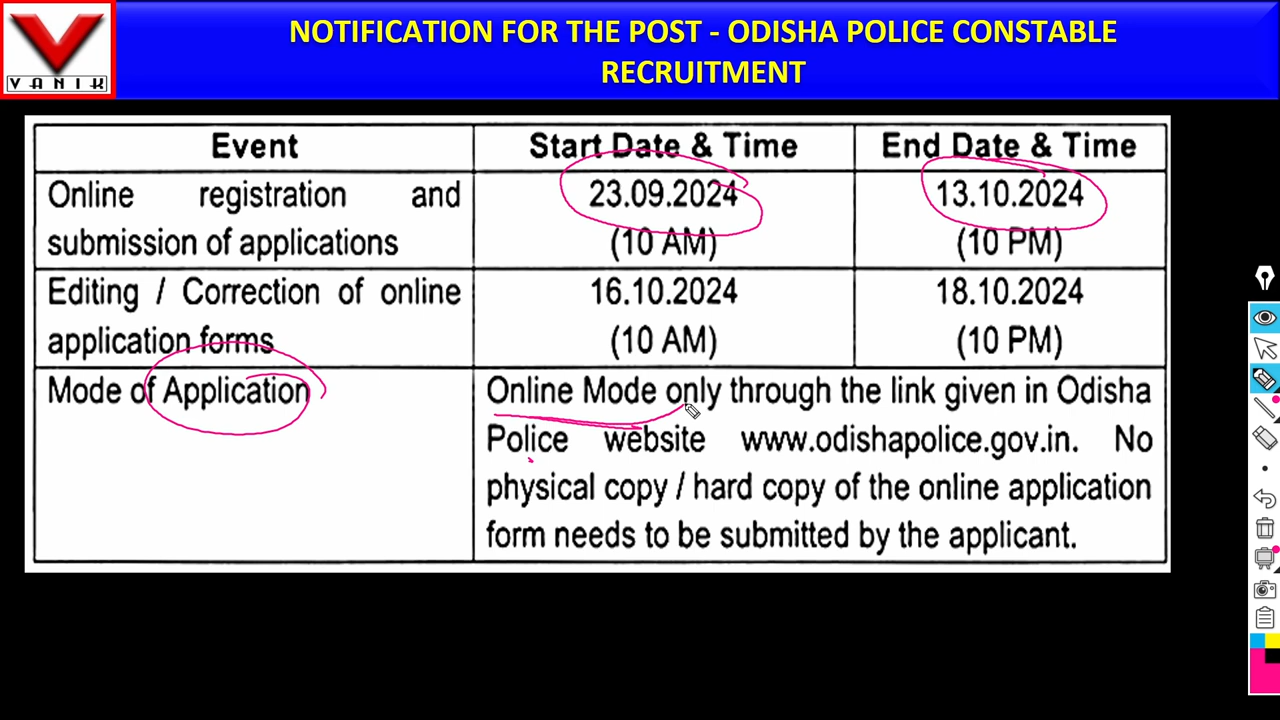 NOTIFICATION FOR THE POST - ODISHA POLICE CONSTABLE
RECRUITMENT
VANIK
Event Start Date & Time End Date & Time
Online registration and submission of applications 23.09.2024 (10 AM) 13.10.2024 (10 PM)
Editing / Correction of online application forms 16.10.2024 (10 AM) 18.10.2024 (10 PM)
Mode of Application
Online Mode only through the link given in Odisha
Police website www.odishapolice.gov.in. No
physical copy / hard copy of the online application
form needs to be submitted by the applicant.